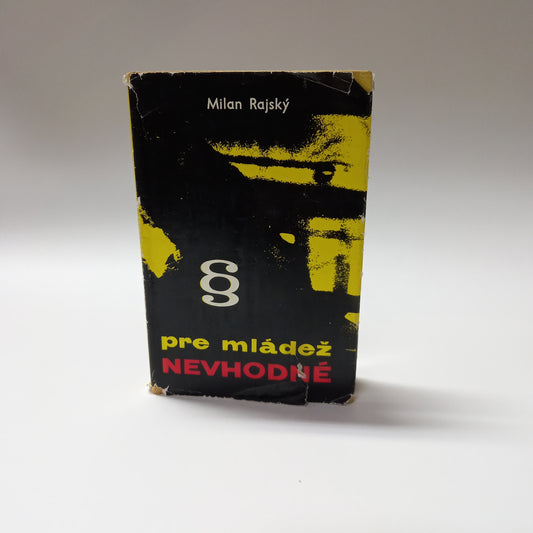 Milan Rajský
§
pre mládež
NEVHODNÉ